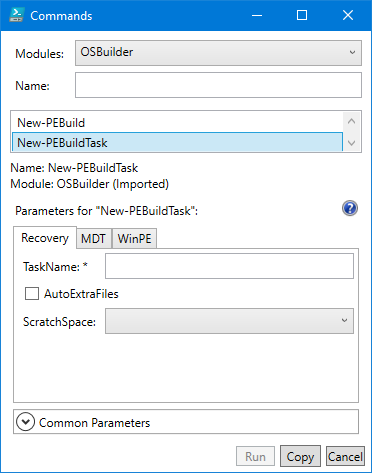 Commands
Modules: OSBuilder
Name:
New-PEBuild
New-PEBuildTask
Name: New-PEBuildTask
Module: OSBuilder (Imported)
Parameters for "New-PEBuildTask": ?
Recovery MDT WinPE
TaskName: *
AutoExtraFiles
ScratchSpace:
Common Parameters
Run Copy Cancel